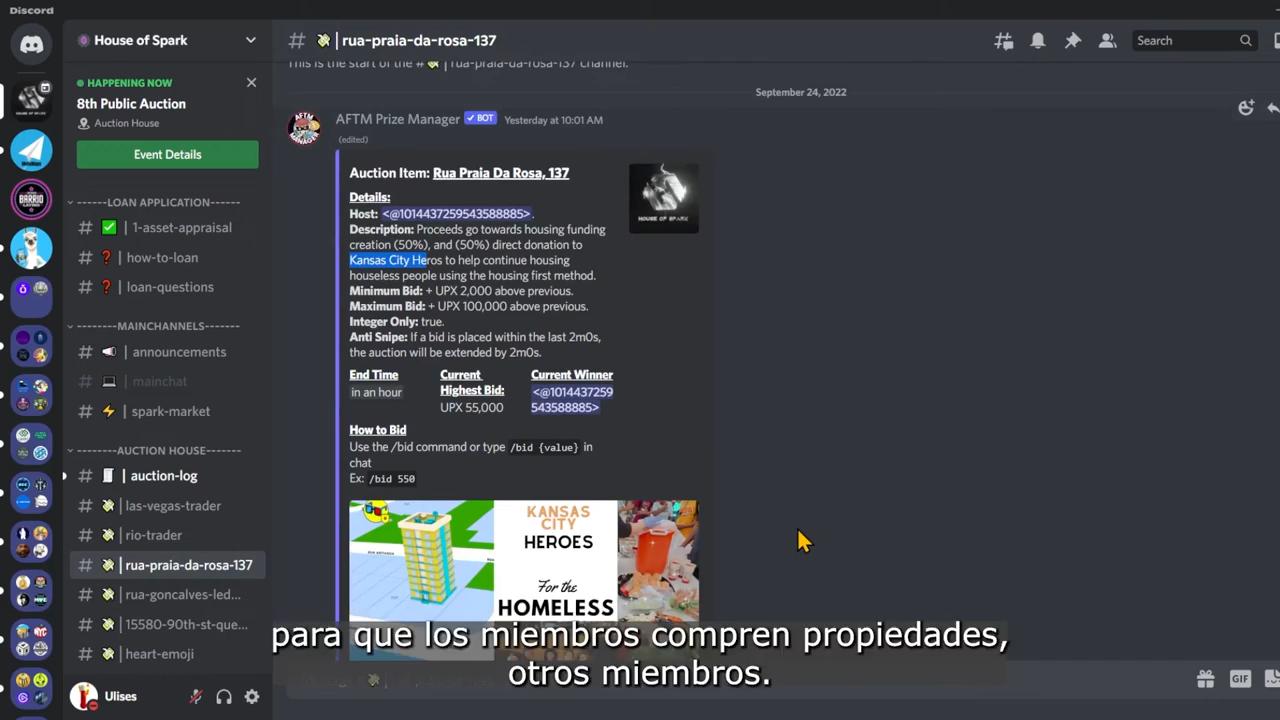 Discord
House of Spark
HAPPENING NOW
8th Public Auction
Auction House
Event Details
-------LOAN APPLICATION-------
1-asset-appraisal
how-to-loan
loan-questions
-------MAINCHANNELS-------
announcements
mainchat
spark-market
-------AUCTION HOUSE-------
| auction-log
| las-vegas-trader
| rio-trader
| rua-praia-da-rosa-137
| rua-goncalves-led...
| 15580-90th-st-que...
| heart-emoji
Ulises
# | rua-praia-da-rosa-137
Search
This is the start of the # | rua-praia-da-rosa-137 channel.
September 24, 2022
AFTM Prize Manager ✓ BOT Yesterday at 10:01 AM
(edited)
Auction Item: Rua Praia Da Rosa, 137
Details:
Host: <@1014437259543588885>.
Description: Proceeds go towards housing funding
creation (50%), and (50%) direct donation to
Kansas City Heros to help continue housing
houseless people using the housing first method.
Minimum Bid: + UPX 2,000 above previous.
Maximum Bid: + UPX 100,000 above previous.
Integer Only: true.
Anti Snipe: If a bid is placed within the last 2m0s,
the auction will be extended by 2m0s.
End Time
in an hour
Current
Highest Bid:
UPX 55,000
Current Winner
<@1014437259
543588885>
How to Bid
Use the /bid command or type /bid {value} in
chat
Ex: /bid 550
HOUSE OF SPARK
KANSAS
CITY
HEROES
For the
HOMELESS
GIF
para que los miembros compren propiedades,
otros miembros.